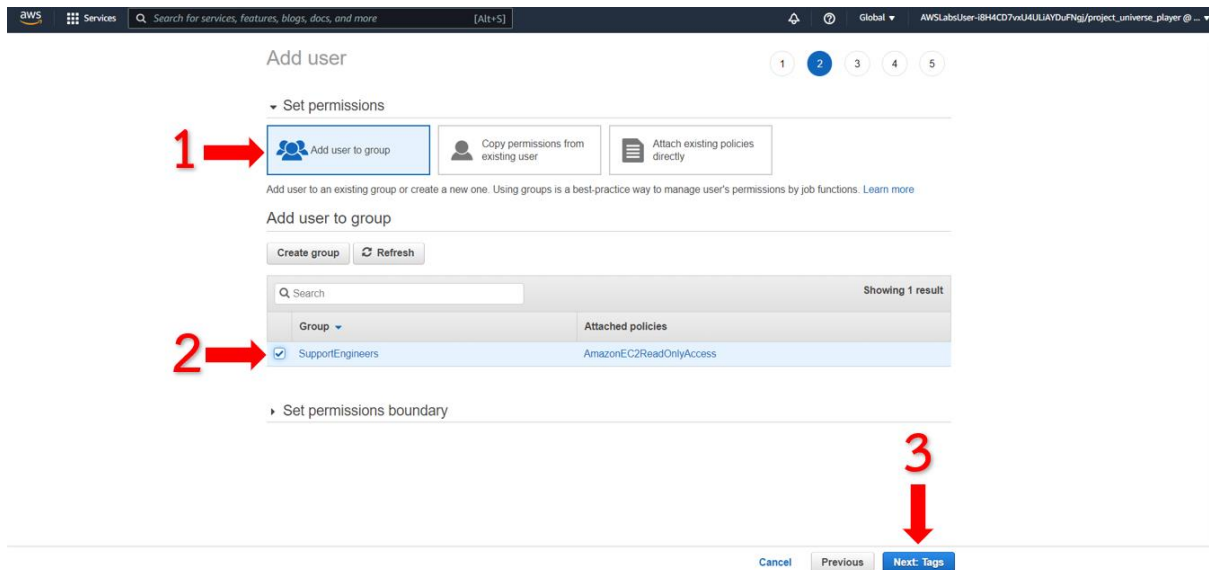 aws Services Search for services, features, blogs, docs, and more [Alt+S] Global AWSLabsUser-i8H4CD7vxU4ULiAYDuFNgj/project_universe_player @ ...
Add user 1 2 3 4 5
Set permissions
1
Add user to group
Copy permissions from
existing user
Attach existing policies
directly
Add user to an existing group or create a new one. Using groups is a best-practice way to manage user's permissions by job functions. Learn more
Add user to group
Create group Refresh
Search Showing 1 result
Group Attached policies
2
SupportEngineers AmazonEC2ReadOnlyAccess
Set permissions boundary
3
Cancel Previous Next: Tags